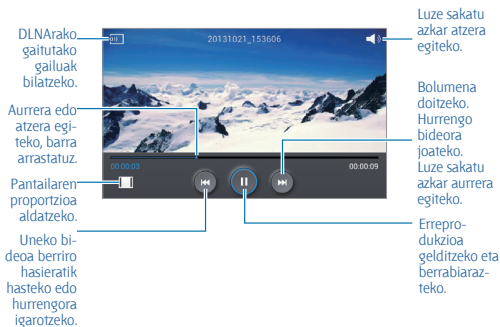 DLNArako
gaitutako
gailuak
bilatzeko.
Aurrera edo
atzera egi-
teko, barra
arrastatuz.
Pantailaren
proportzioa
aldatzeko.
Uneko bi-
deoa berriro
hasieratik
hasteko edo
hurrengora
igarotzeko.
20131021_153606
00:00:03
00:00:09
Luze sakatu
azkar atzera
egiteko.
Bolumena
doitzeko.
Hurrengo
bideora
joateko.
Luze sakatu
azkar aurrera
egiteko.
Errepro-
dukzioa
gelditzeko eta
berrabiaraz-
teko.